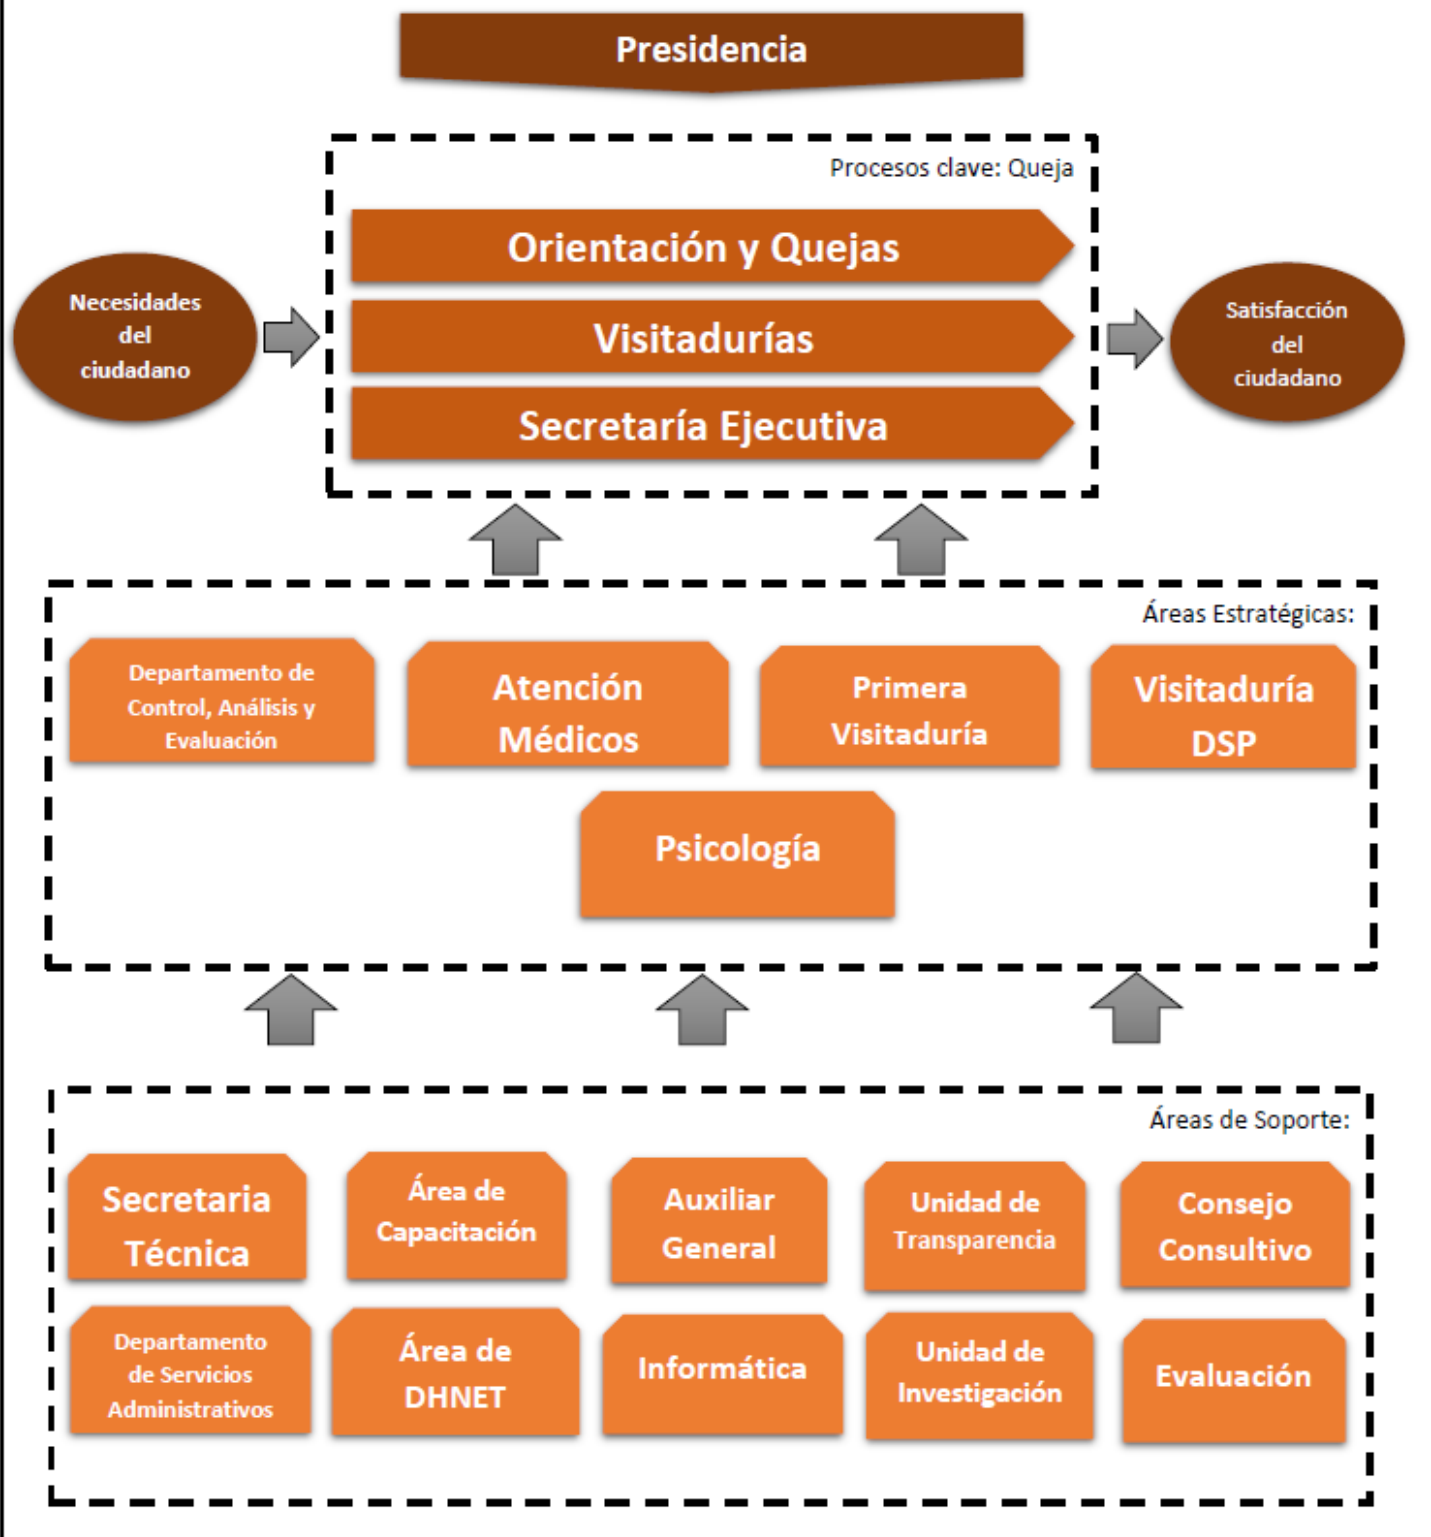 Presidencia
Procesos clave: Queja
Orientación y Quejas
Visitadurías
Secretaría Ejecutiva
Necesidades
del
ciudadano
Satisfacción
del
ciudadano
Áreas Estratégicas:
Departamento de
Control, Análisis y
Evaluación
Atención
Médicos
Primera
Visitaduría
Visitaduría
DSP
Psicología
Áreas de Soporte:
Secretaria
Técnica
Área de
Capacitación
Auxiliar
General
Unidad de
Transparencia
Consejo
Consultivo
Departamento
de Servicios
Administrativos
Área de
DHNET
Informática
Unidad de
Investigación
Evaluación